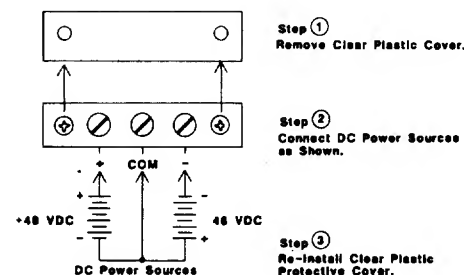 Step 1
Remove Clear Plastic Cover.
Step 2
Connect DC Power Sources
as Shown.
+ COM -
+ -
+48 VDC
46 VDC
- +
DC Power Sources
Step 3
Re-Install Clear Plastic
Protective Cover.